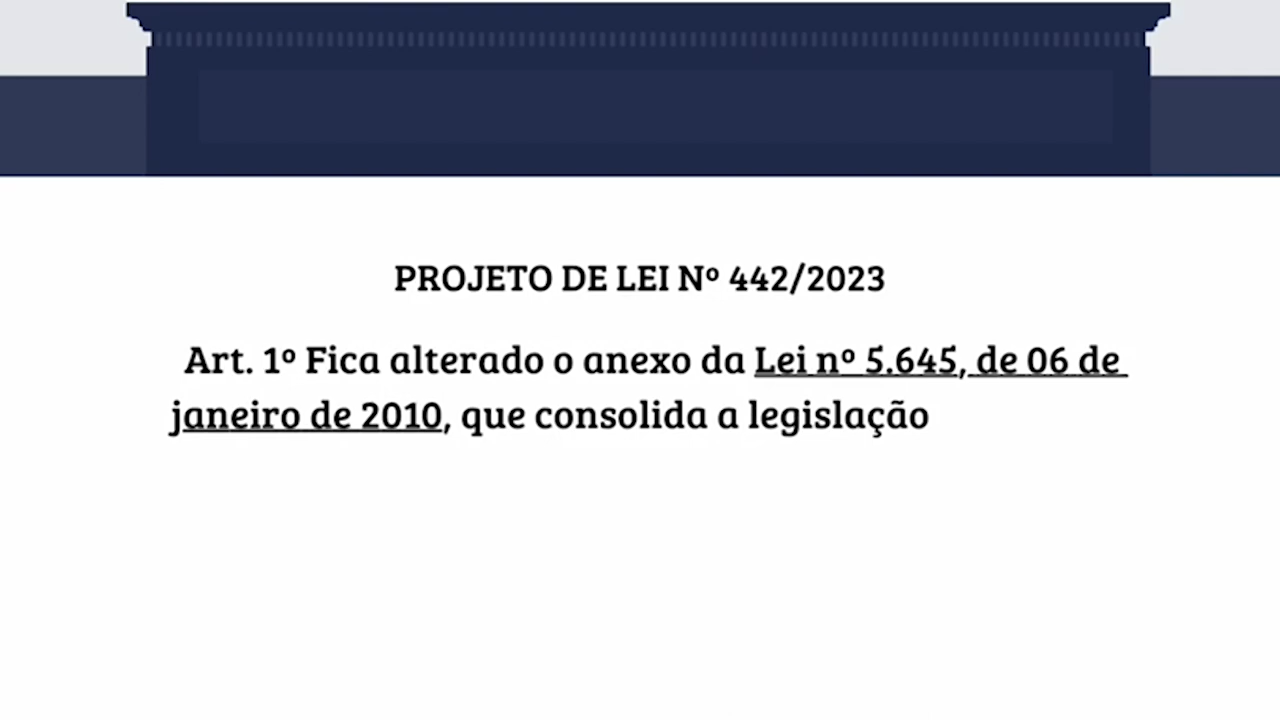 PROJETO DE LEI Nº 442/2023
Art. 1º Fica alterado o anexo da Lei nº 5.645, de 06 de
janeiro de 2010, que consolida a legislação